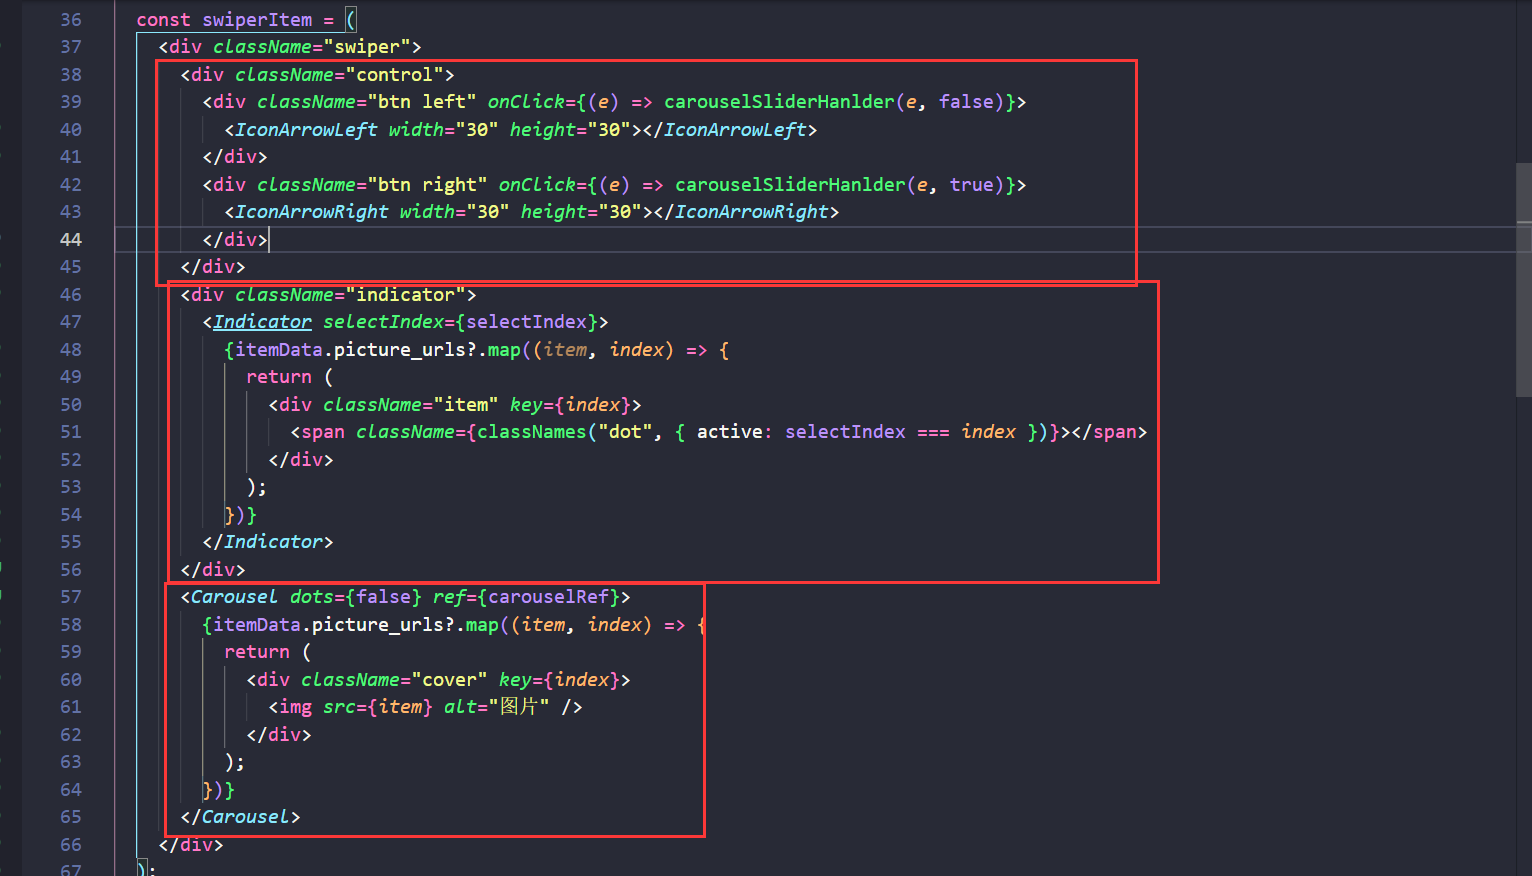 36 const swiperItem = (
37 <div className="swiper">
38 <div className="control">
39 <div className="btn left" onClick={(e) => carouselSliderHanlder(e, false)}>
40 <IconArrowLeft width="30" height="30"></IconArrowLeft>
41 </div>
42 <div className="btn right" onClick={(e) => carouselSliderHanlder(e, true)}>
43 <IconArrowRight width="30" height="30"></IconArrowRight>
44 </div>
45 </div>
46 <div className="indicator">
47 <Indicator selectIndex={selectIndex}>
48 {itemData.picture_urls?.map((item, index) => {
49 return (
50 <div className="item" key={index}>
51 <span className={classNames("dot", { active: selectIndex === index })}></span>
52 </div>
53 );
54 })}
55 </Indicator>
56 </div>
57 <Carousel dots={false} ref={carouselRef}>
58 {itemData.picture_urls?.map((item, index) => {
59 return (
60 <div className="cover" key={index}>
61 <img src={item} alt="图片" />
62 </div>
63 );
64 })}
65 </Carousel>
66 </div>
67 );